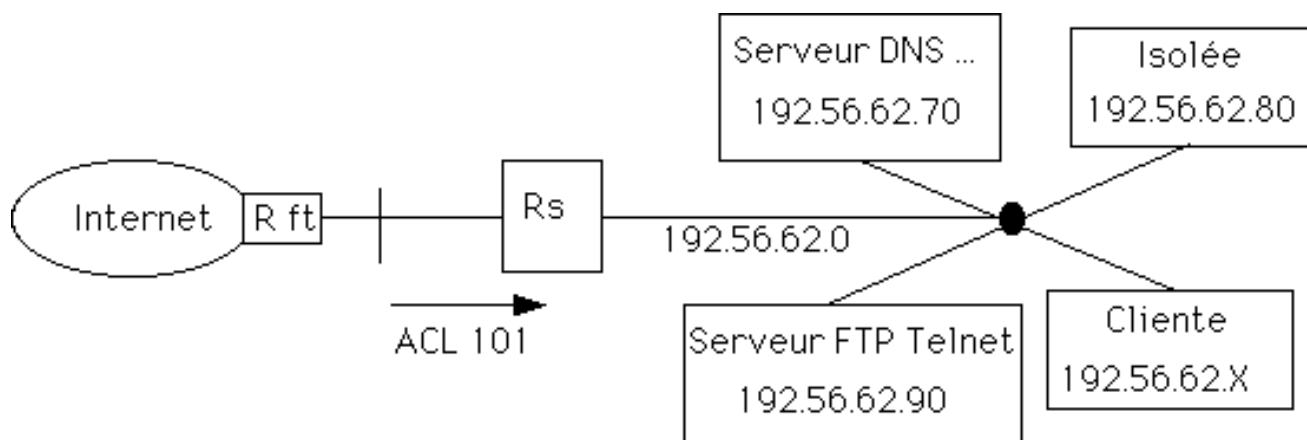 Serveur DNS ...
192.56.62.70
Isolée
192.56.62.80
Internet
R ft
Rs
192.56.62.0
ACL 101
Serveur FTP Telnet
192.56.62.90
Cliente
192.56.62.X